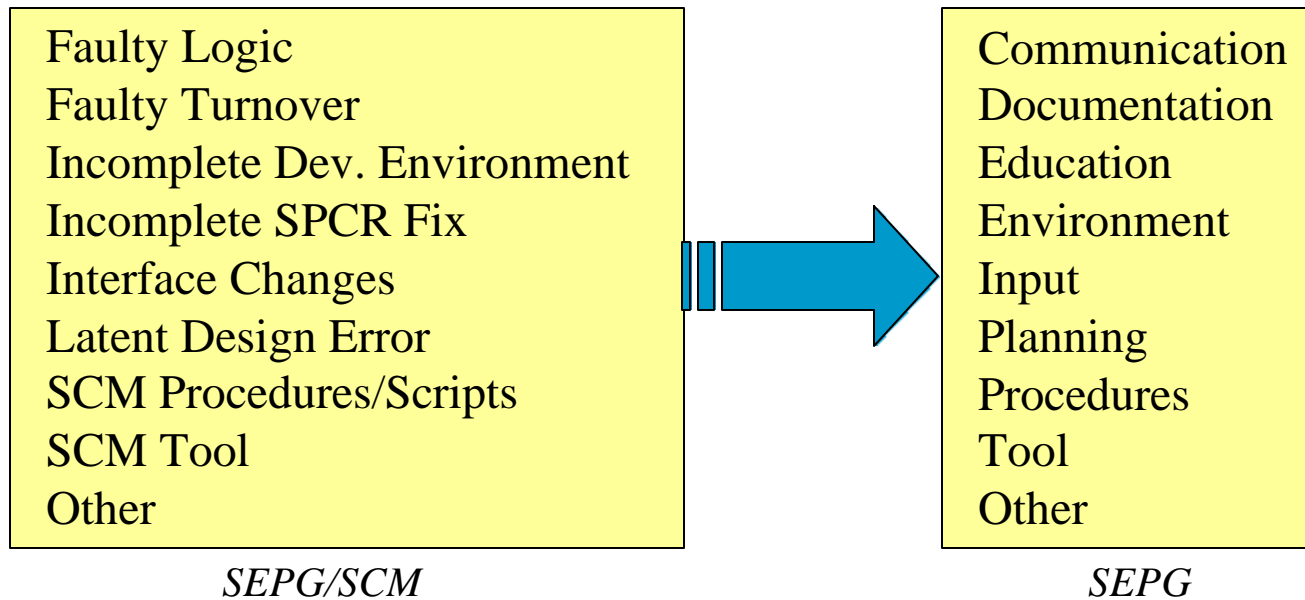 Faulty Logic
Faulty Turnover
Incomplete Dev. Environment
Incomplete SPCR Fix
Interface Changes
Latent Design Error
SCM Procedures/Scripts
SCM Tool
Other
SEPG/SCM
Communication
Documentation
Education
Environment
Input
Planning
Procedures
Tool
Other
SEPG